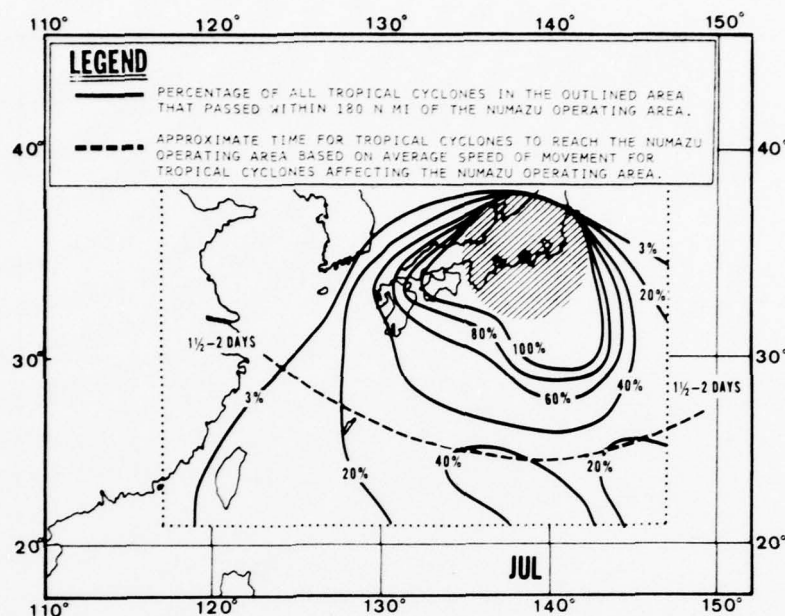 110° 120° 130° 140° 150°
LEGEND
PERCENTAGE OF ALL TROPICAL CYCLONES IN THE OUTLINED AREA
THAT PASSED WITHIN 180 N MI OF THE NUMAZU OPERATING AREA.
APPROXIMATE TIME FOR TROPICAL CYCLONES TO REACH THE NUMAZU
OPERATING AREA BASED ON AVERAGE SPEED OF MOVEMENT FOR
TROPICAL CYCLONES AFFECTING THE NUMAZU OPERATING AREA.
40° 40°
3%
20%
80%
100%
1½-2 DAYS
30° 30°
60% 40%
1½-2 DAYS
3%
20% 40% 20%
20° 20°
JUL
110° 120° 130° 140° 150°